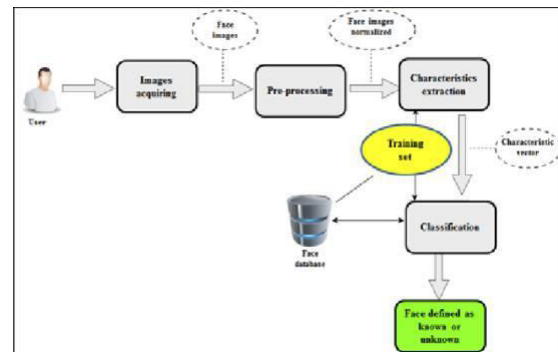 Face
images
Face images
normalized
User
Images
acquiring
Pre-processing
Characteristics
extraction
Training
set
Characteristic
vector
Face
database
Classification
Face defined as
known or
unknown